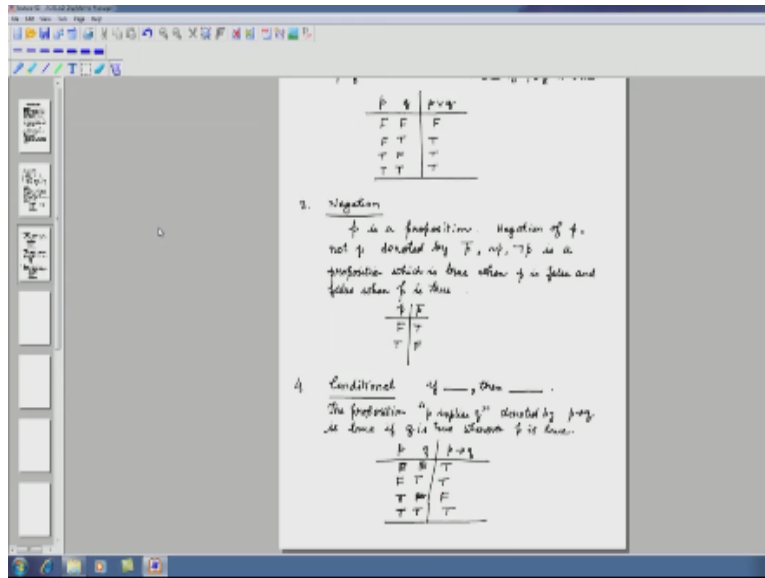 p q p∨q
F F F
F T T
T F T
T T T
3. Negation
p is a proposition. Negation of p,
not p denoted by p̅, ~p, ¬p is a
proposition which is true when p is false and
false when p is true.
p p̅
F T
T F
4. Conditional if ___, then ___.
The proposition "p implies q" denoted by p→q
is true if q is true whenever p is true.
p q p→q
F F T
F T T
T F F
T T T